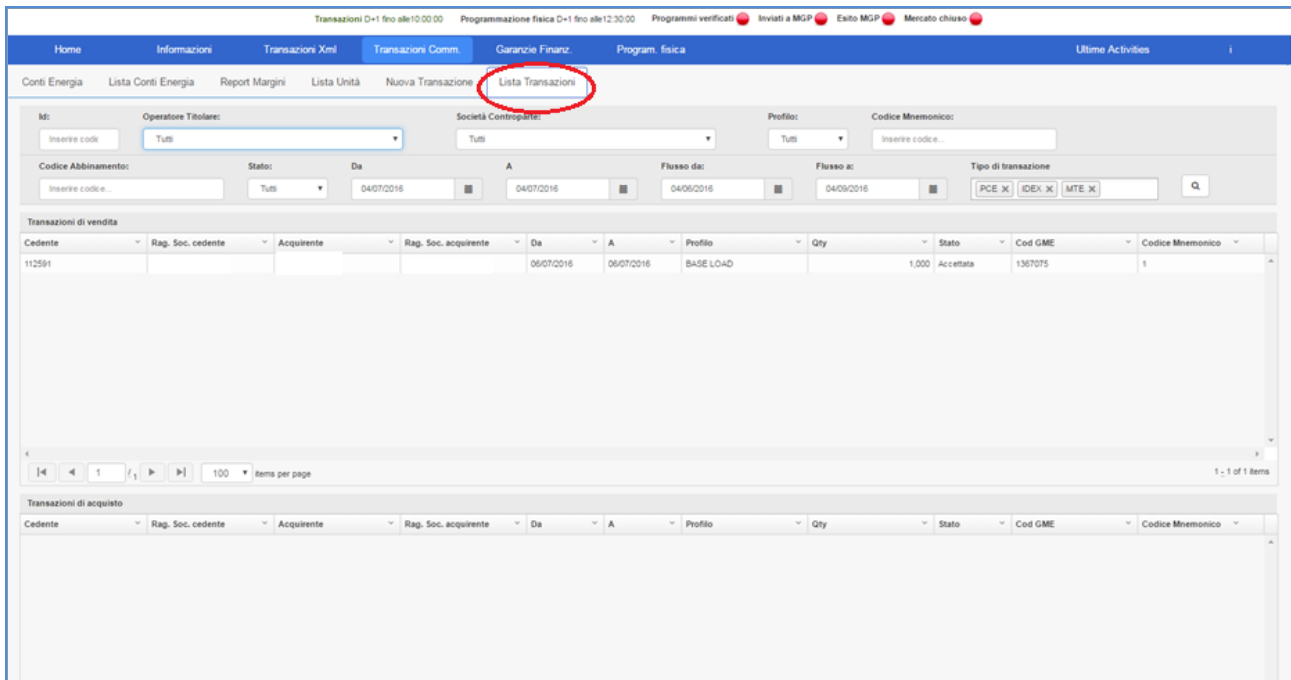 Transazioni D+1 fino alle10:00:00 Programmazione fisica D+1 fino alle12:30:00 Programmi verificati Inviati a MGP Esito MGP Mercato chiuso
Home Informazioni Transazioni Xml Transazioni Comm. Garanzie Finanz. Program. fisica Ultime Activities i
Conti Energia Lista Conti Energia Report Margini Lista Unità Nuova Transazione Lista Transazioni
Id: Operatore Titolare: Società Controparte: Profilo: Codice Mnemonico:
Inserire codic Tutti Tutti Tutti Inserire codice...
Codice Abbinamento: Stato: Da A Flusso da: Flusso a: Tipo di transazione
Inserire codice... Tutti 04/07/2016 04/07/2016 04/06/2016 04/09/2016 PCE x IDEX x MTE x
Transazioni di vendita
Cedente Rag. Soc. cedente Acquirente Rag. Soc. acquirente Da A Profilo Qty Stato Cod GME Codice Mnemonico
112591 06/07/2016 06/07/2016 BASE LOAD 1,000 Accettata 1367075 1
1 / 1 100 items per page 1 - 1 of 1 items
Transazioni di acquisto
Cedente Rag. Soc. cedente Acquirente Rag. Soc. acquirente Da A Profilo Qty Stato Cod GME Codice Mnemonico